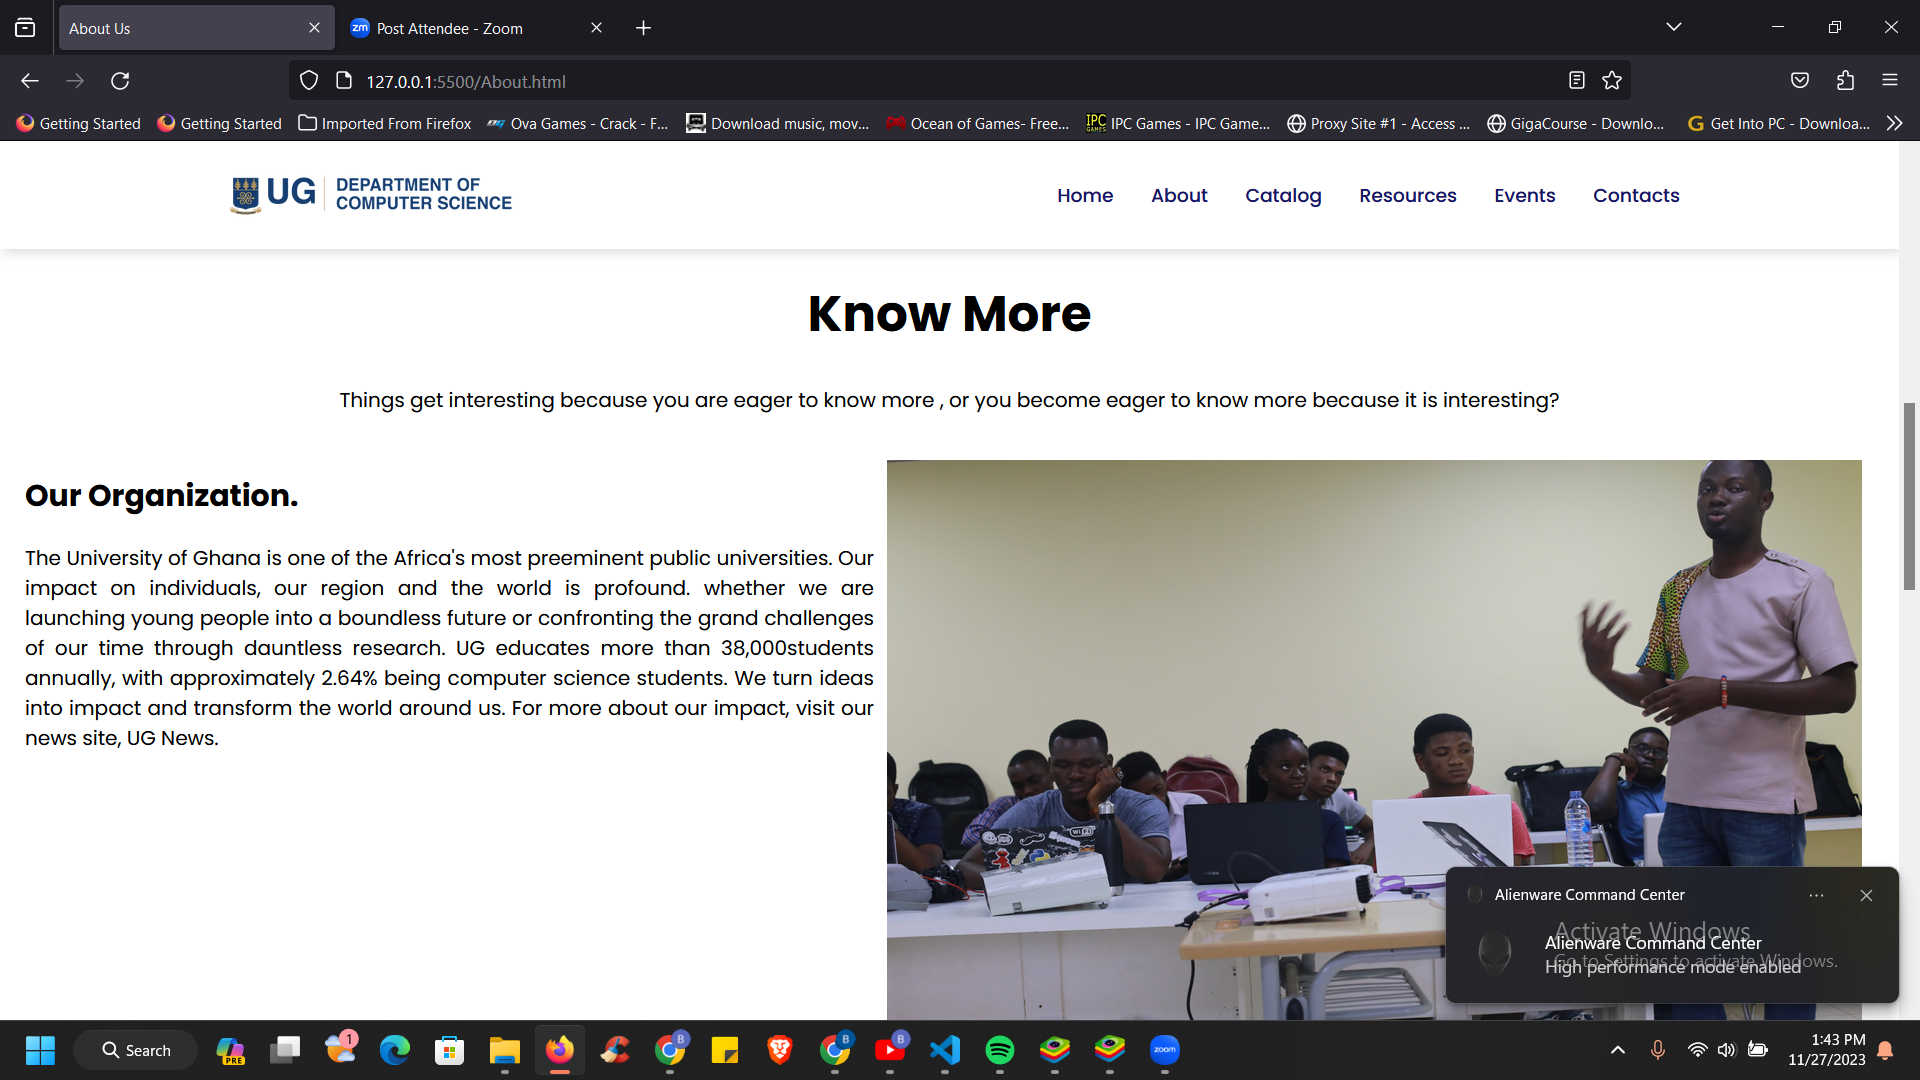 About Us
zm Post Attendee - Zoom
127.0.0.1:5500/About.html
Getting Started
Getting Started
Imported From Firefox
Ova Games - Crack - F...
Download music, mov...
Ocean of Games- Free...
IPC GAMES IPC Games - IPC Game...
Proxy Site #1 - Access ...
GigaCourse - Downlo...
G Get Into PC - Downloa...
UG DEPARTMENT OF
COMPUTER SCIENCE
Home About Catalog Resources Events Contacts
Know More
Things get interesting because you are eager to know more , or you become eager to know more because it is interesting?
Our Organization.
The University of Ghana is one of the Africa's most preeminent public universities. Our
impact on individuals, our region and the world is profound. whether we are
launching young people into a boundless future or confronting the grand challenges
of our time through dauntless research. UG educates more than 38,000students
annually, with approximately 2.64% being computer science students. We turn ideas
into impact and transform the world around us. For more about our impact, visit our
news site, UG News.
Alienware Command Center
Activate Windows
Alienware Command Center
Go to Settings to activate Windows.
High performance mode enabled
Search
PRE
1
B
B
B
zoom
1:43 PM
11/27/2023